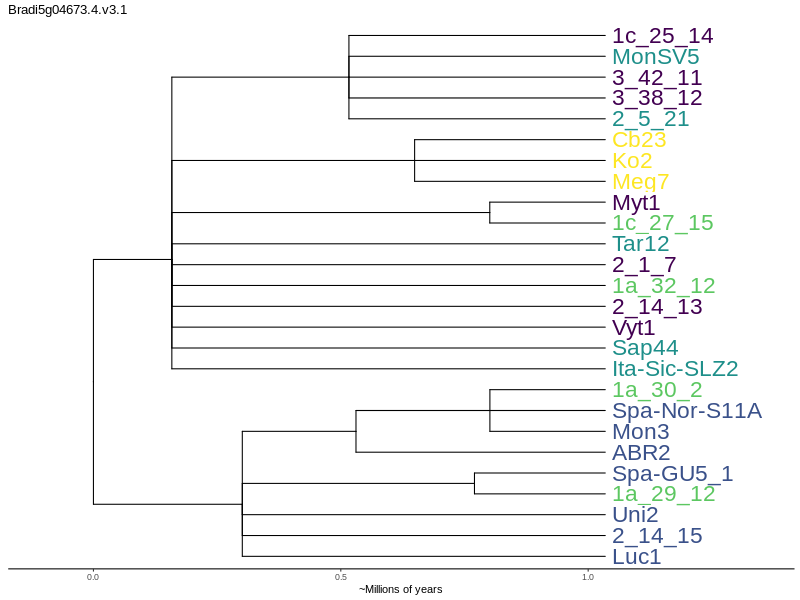 Bradi5g04673.4.v3.1
1c_25_14
MonSV5
3_42_11
3_38_12
2_5_21
Cb23
Ko2
Meq7
Myt1
1c_27_15
Tar12
2_1_7
1a_32_12
2_14_13
Vyt1
Sap44
Ita-Sic-SLZ2
1a_30_2
Spa-Nor-S11A
Mon3
ABR2
Spa-GU5_1
1a_29_12
Uni2
2_14_15
Luc1
0.0 0.5 1.0
~Millions of years